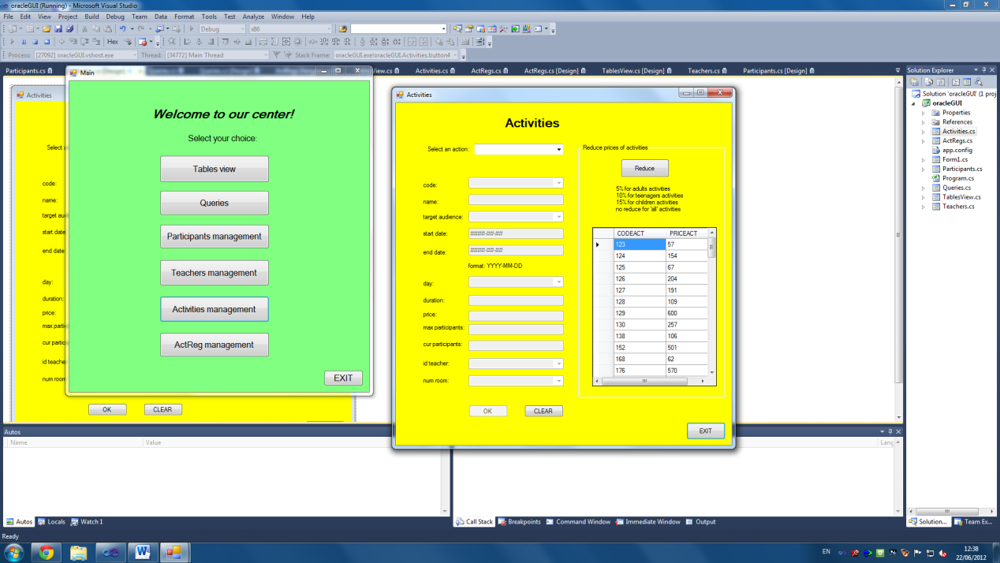 oracleGUI (Running) - Microsoft Visual Studio
File Edit View Project Build Debug Team Data Format Tools Test Analyze Window Help
Debug x86
Hex
Process: [27092] oracleGUI.vshost.exe Thread: [34772] Main Thread Stack Frame: oracleGUI.exe!oracleGUI.Activities.button4
Participants.cs View.cs Activities.cs ActRegs.cs ActRegs.cs [Design] TablesView.cs [Design] Teachers.cs Participants.cs [Design]
Activities
Select a
code:
name:
target aud
start date
end date
day:
duration:
price:
max partic
cur partic
id teacher
num room
OK CLEAR
Main
Welcome to our center!
Select your choice:
Tables view
Queries
Participants management
Teachers management
Activities management
ActReg management
EXIT
Activities
Activities
Select an action:
code:
name:
target audience:
start date: ####-##-##
end date: ####-##-##
format: YYYY-MM-DD
day:
duration:
price:
max participants:
cur participants:
id teacher:
num room:
OK CLEAR
Reduce prices of activities
Reduce
5% for adults activities
10% for teenagers activities
15% for children activities
no reduce for 'all' activities
CODEACT PRICEACT
123 57
124 154
125 67
126 204
127 191
128 109
129 600
130 257
138 106
152 501
168 62
176 570
EXIT
Solution Explorer
Solution 'oracleGUI' (1 proj
oracleGUI
Properties
References
Activities.cs
ActRegs.cs
app.config
Form1.cs
Participants.cs
Program.cs
Queries.cs
TablesView.cs
Teachers.cs
Solution... Team Ex...
Autos
Name Value
Lang
Autos Locals Watch 1
Call Stack Breakpoints Command Window Immediate Window Output
Ready
EN
12:38
22/06/2012